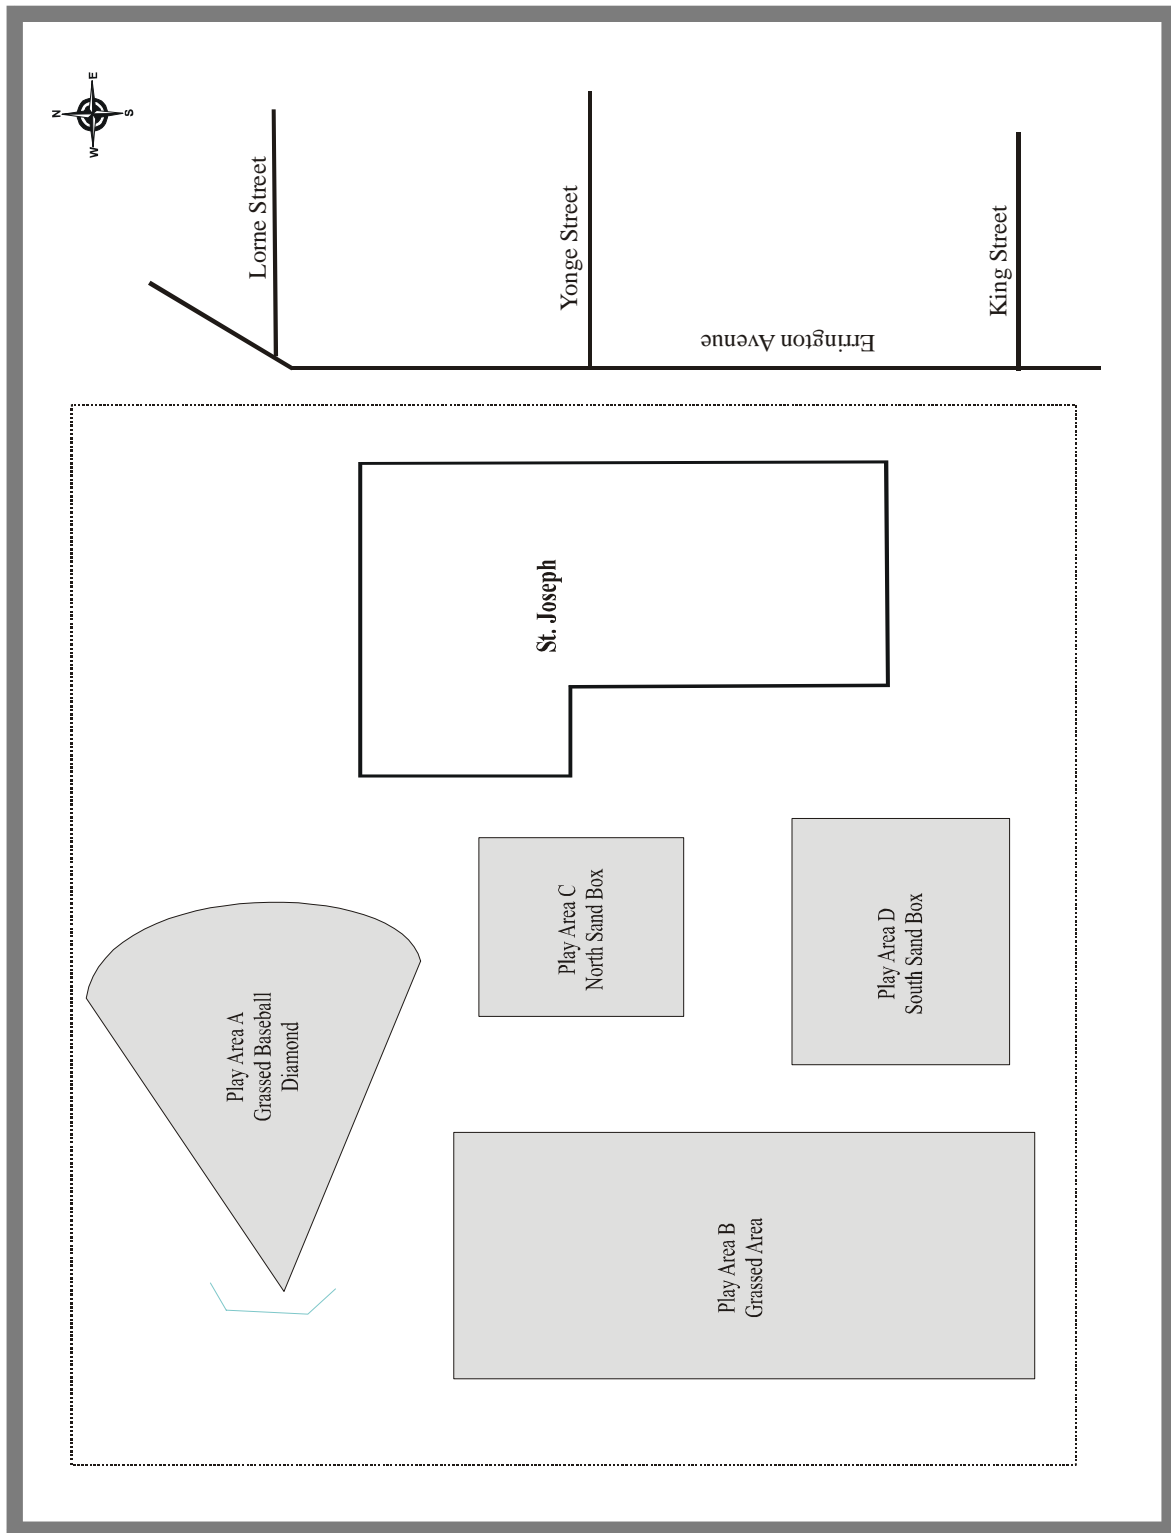 N
E
S
W
Lorne Street
Yonge Street
King Street
Errington Avenue
St. Joseph
Play Area A
Grassed Baseball
Diamond
Play Area C
North Sand Box
Play Area D
South Sand Box
Play Area B
Grassed Area